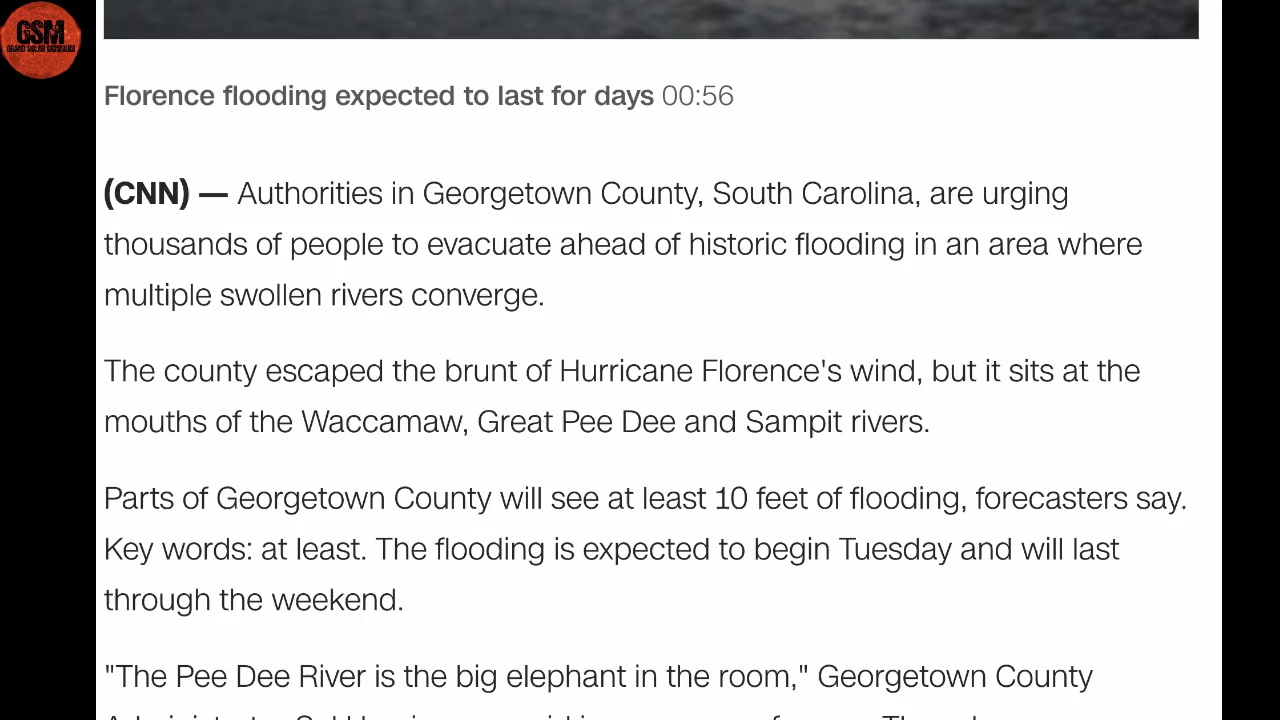 GSM
GRAND SOLAR MINIMUM
Florence flooding expected to last for days 00:56
(CNN) — Authorities in Georgetown County, South Carolina, are urging
thousands of people to evacuate ahead of historic flooding in an area where
multiple swollen rivers converge.
The county escaped the brunt of Hurricane Florence's wind, but it sits at the
mouths of the Waccamaw, Great Pee Dee and Sampit rivers.
Parts of Georgetown County will see at least 10 feet of flooding, forecasters say.
Key words: at least. The flooding is expected to begin Tuesday and will last
through the weekend.
"The Pee Dee River is the big elephant in the room," Georgetown County